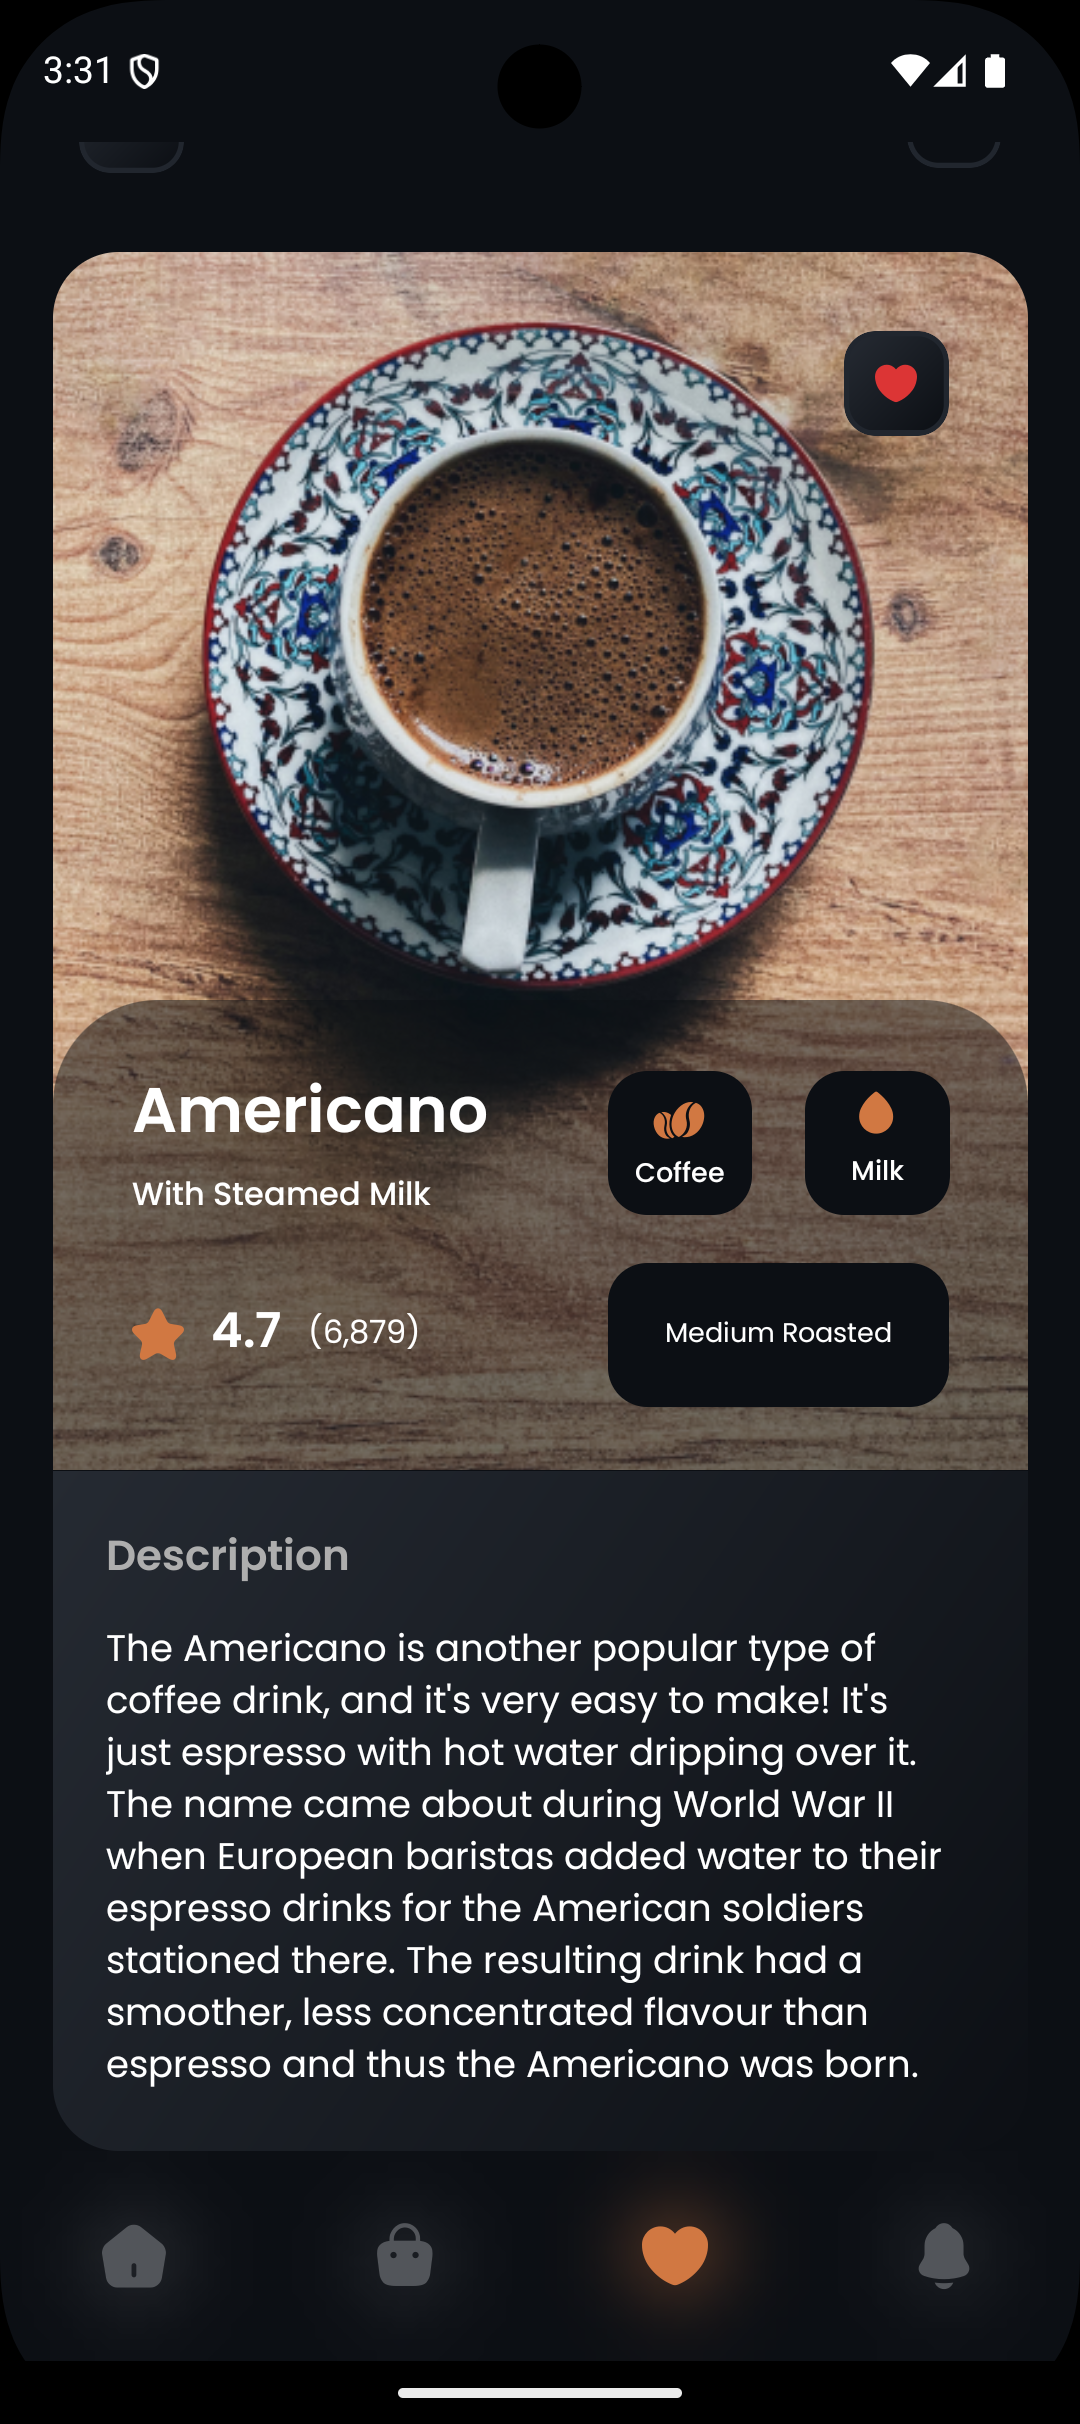 3:31
Americano
With Steamed Milk
Coffee
Milk
4.7 (6,879)
Medium Roasted
Description
The Americano is another popular type of
coffee drink, and it's very easy to make! It's
just espresso with hot water dripping over it.
The name came about during World War II
when European baristas added water to their
espresso drinks for the American soldiers
stationed there. The resulting drink had a
smoother, less concentrated flavour than
espresso and thus the Americano was born.